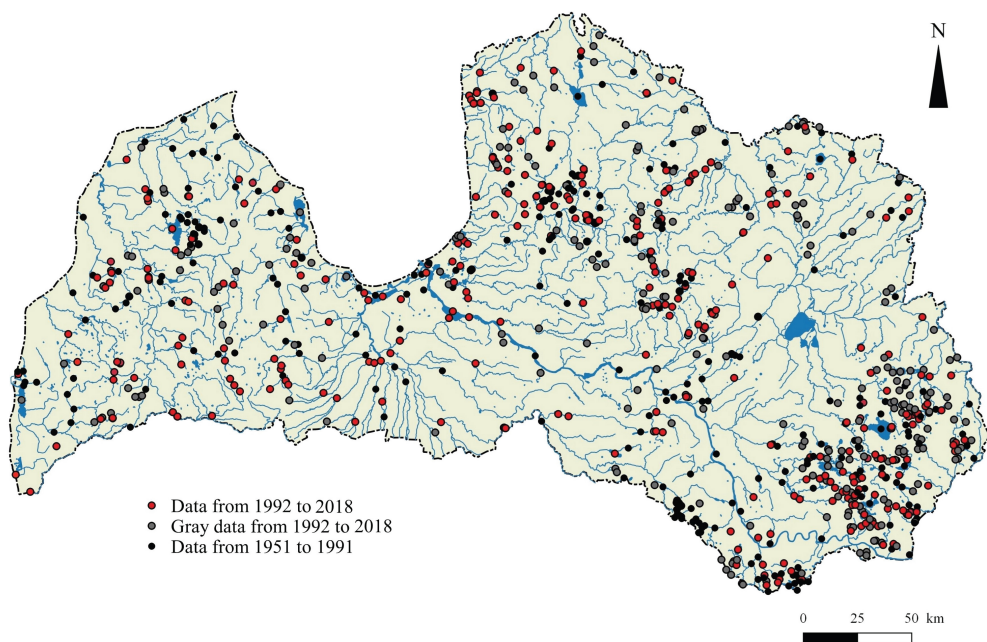 N
Data from 1992 to 2018
Gray data from 1992 to 2018
Data from 1951 to 1991
0 25 50 km